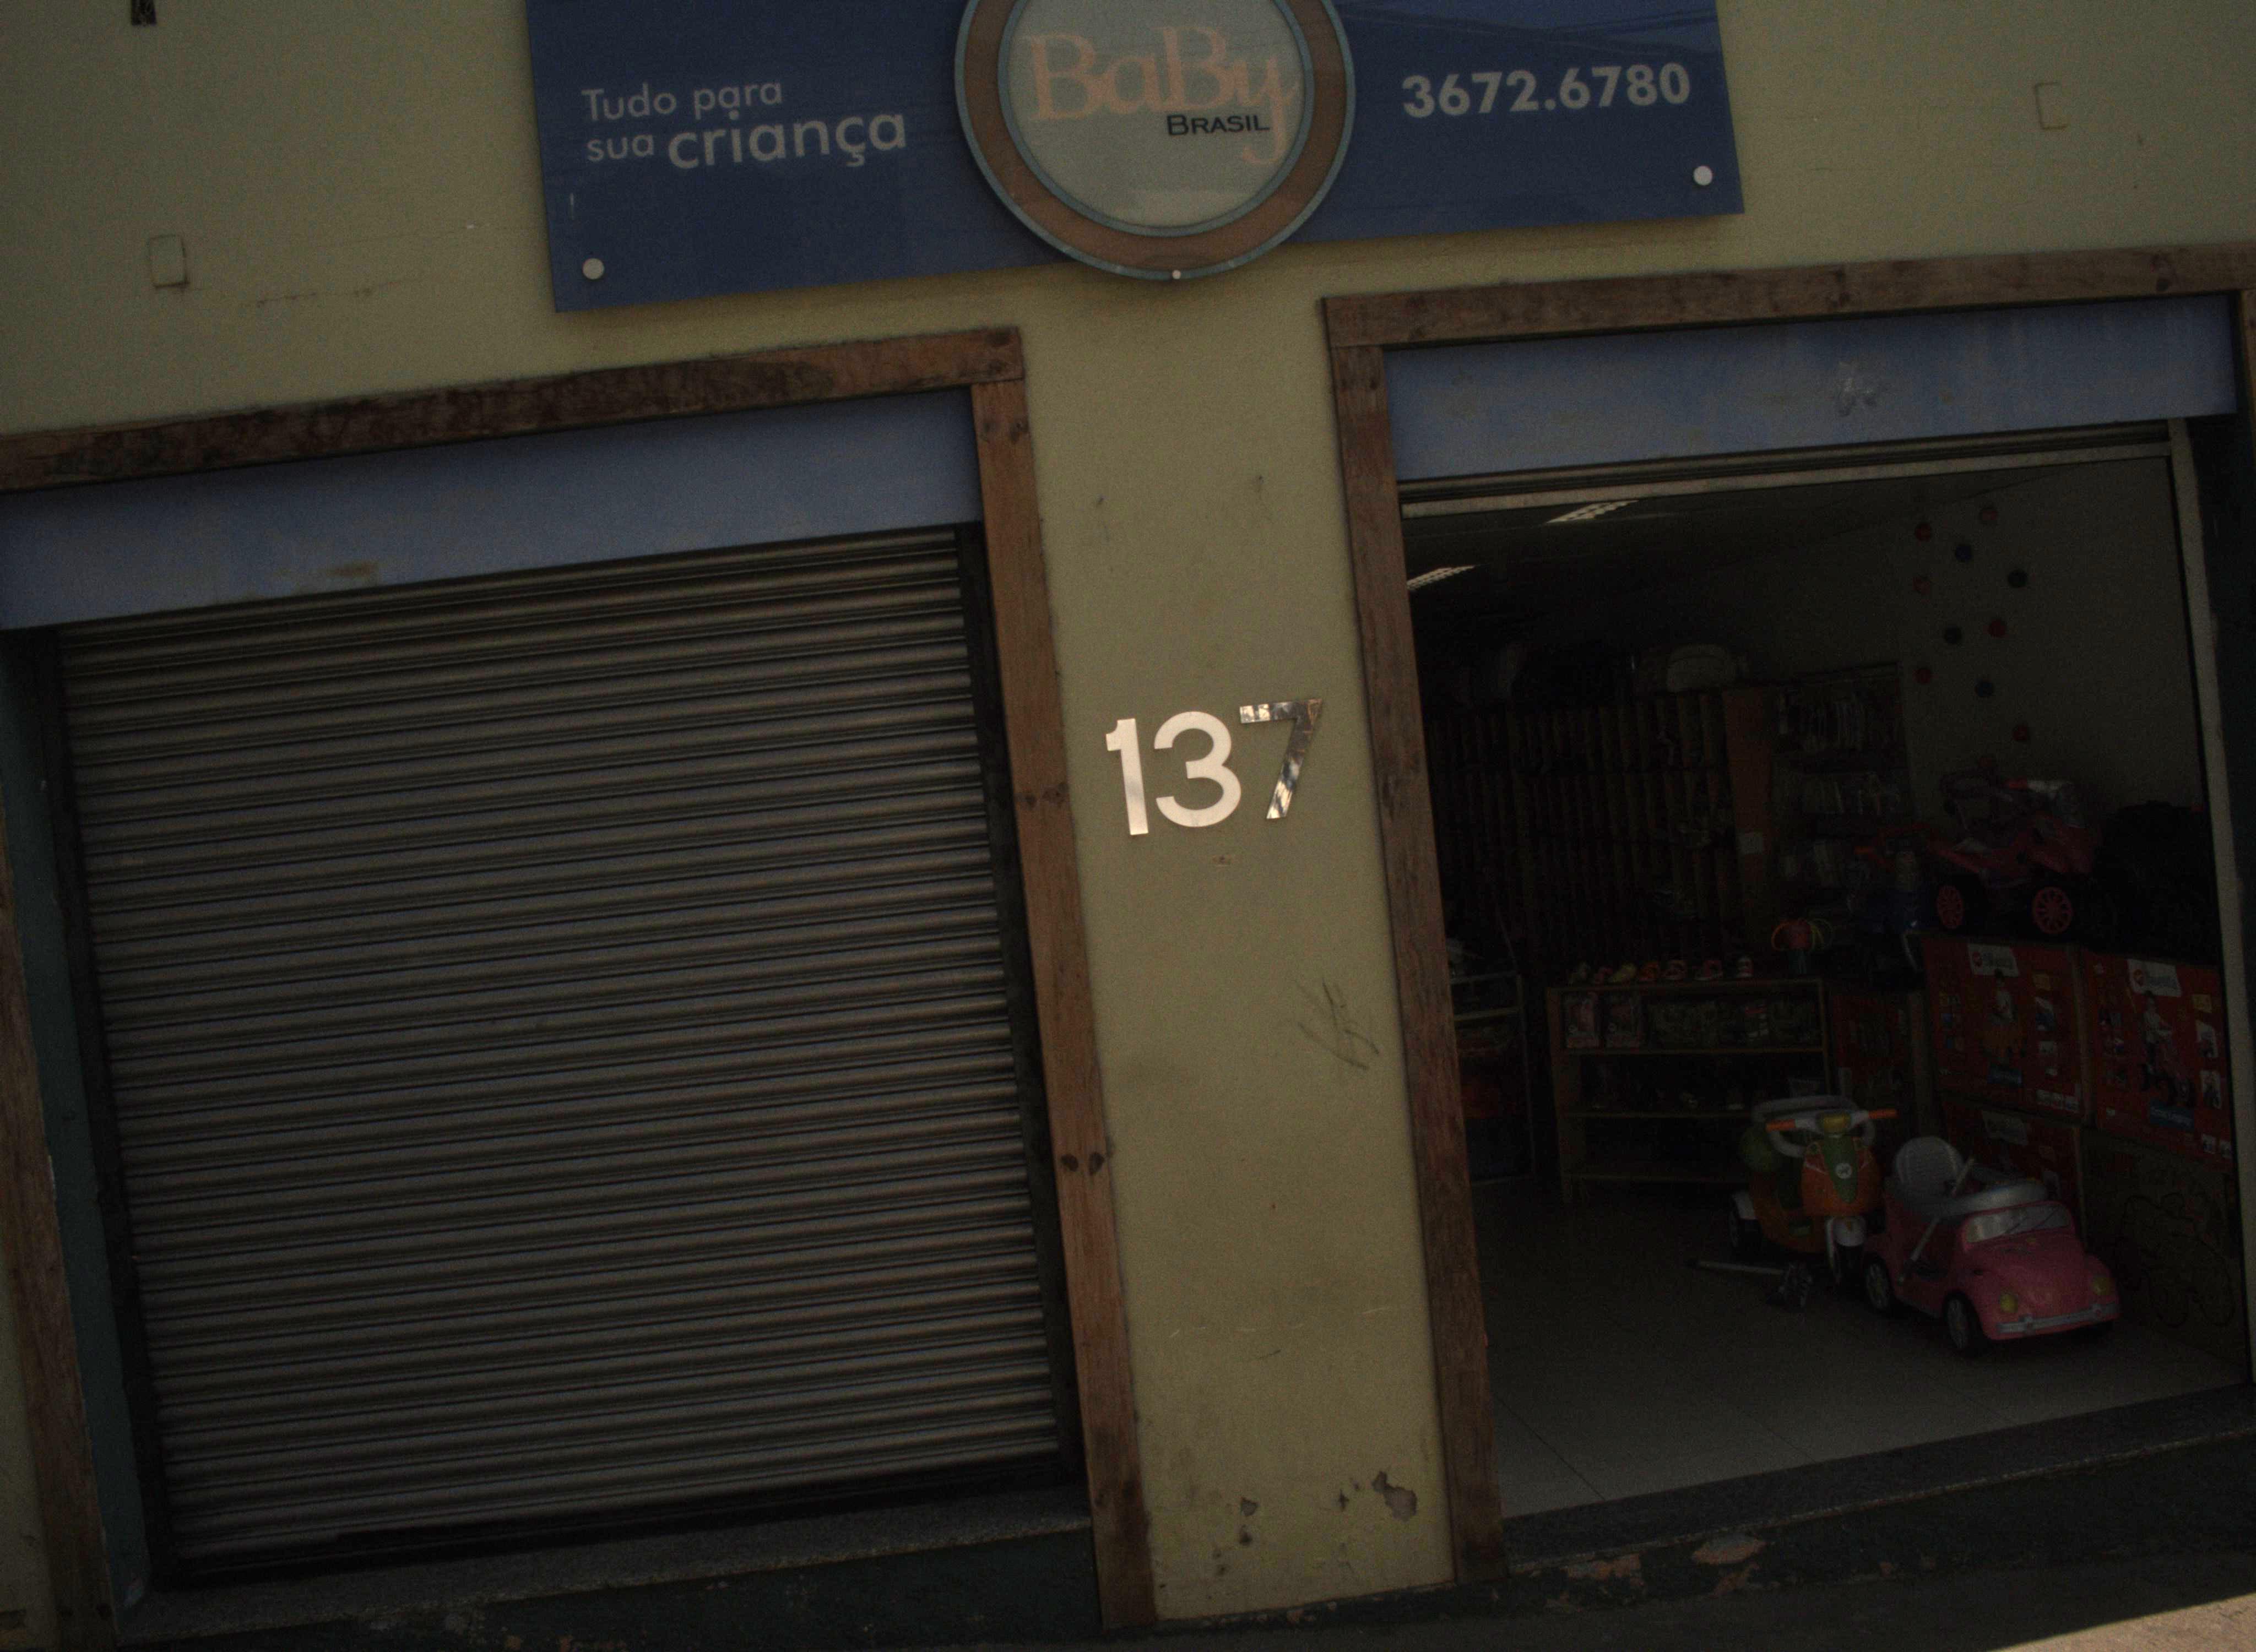 Tudo para
sua criança
BaBy
BRASIL
3672.6780
137